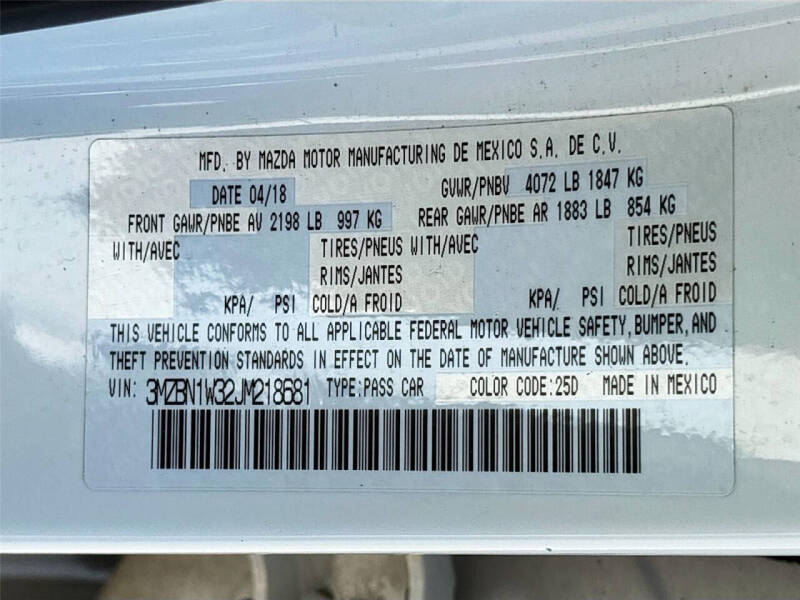 MFD. BY MAZDA MOTOR MANUFACTURING DE MEXICO S.A. DE C.V.
DATE 04/18 GVWR/PNBV 4072 LB 1847 KG
FRONT GAWR/PNBE AV 2198 LB 997 KG REAR GAWR/PNBE AR 1883 LB 854 KG
WITH/AVEC TIRES/PNEUS WITH/AVEC TIRES/PNEUS
RIMS/JANTES RIMS/JANTES
KPA/ PSI COLD/A FROID KPA/ PSI COLD/A FROID
THIS VEHICLE CONFORMS TO ALL APPLICABLE FEDERAL MOTOR VEHICLE SAFETY, BUMPER, AND
THEFT PREVENTION STANDARDS IN EFFECT ON THE DATE OF MANUFACTURE SHOWN ABOVE.
VIN: 3MZBN1W32JM218681 TYPE:PASS CAR COLOR CODE:25D MADE IN MEXICO